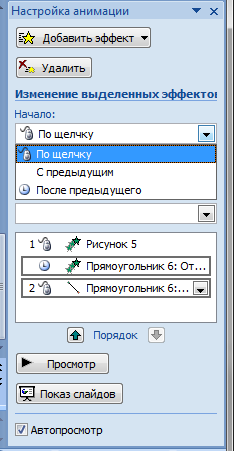 Настройка анимации
Добавить эффект
Удалить
Изменение выделенных эффектов
Начало:
По щелчку
По щелчку
С предыдущим
После предыдущего
1 Рисунок 5
Прямоугольник 6: От...
2 Прямоугольник 6:...
Порядок
Просмотр
Показ слайдов
Автопросмотр